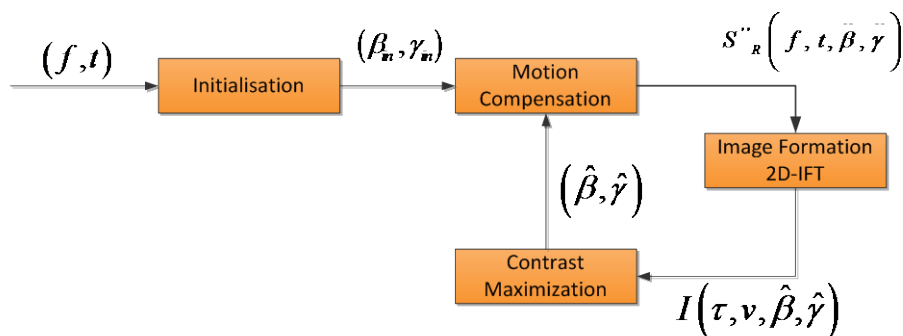 (f,t)
Initialisation
(β_in, γ_in)
Motion
Compensation
S¨_R (f, t, β̈, γ̈)
Image Formation
2D-IFT
(β̂, γ̂)
Contrast
Maximization
I(τ, ν, β̂, γ̂)